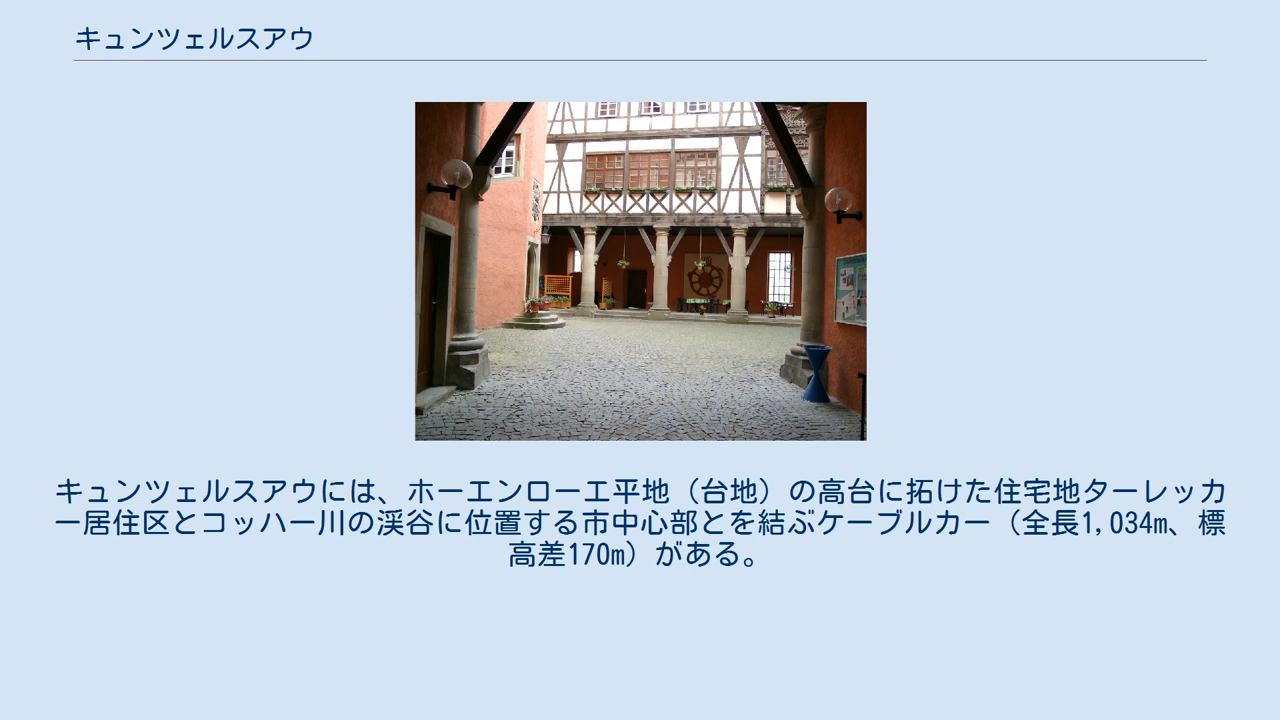 キュンツェルスアウ
キュンツェルスアウには、ホーエンローエ平地（台地）の高台に拓けた住宅地ターレッカ
ー居住区とコッハー川の渓谷に位置する市中心部とを結ぶケーブルカー（全長1,034m、標
高差170m）がある。